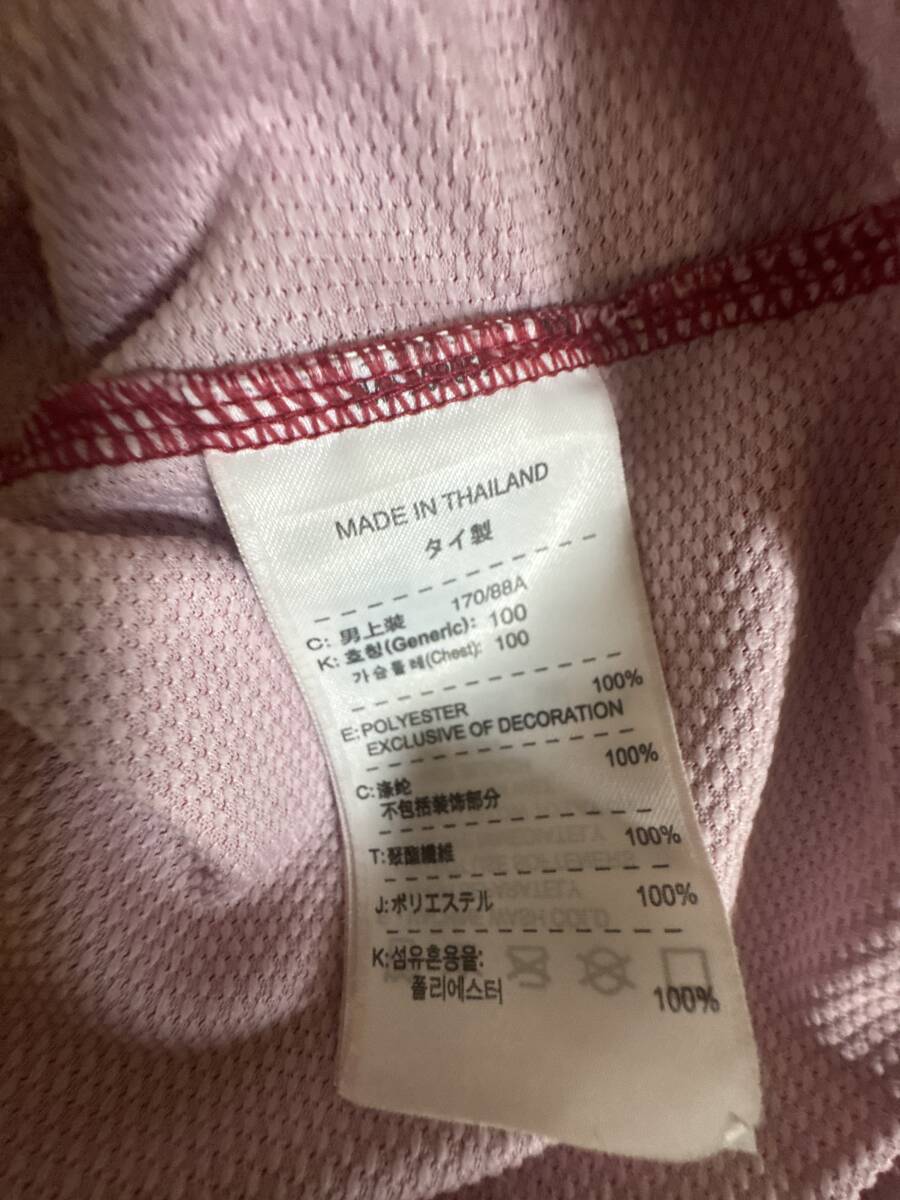 MADE IN THAILAND
タイ製
C: 男上装 170/88A
K: 호칭(Generic): 100
가슴둘레(Chest): 100
E: POLYESTER 100%
EXCLUSIVE OF DECORATION
C: 涤纶 100%
不包括装饰部分
T: 聚酯纖維 100%
J: ポリエステル 100%
K: 섬유혼용율:
폴리에스터 100%